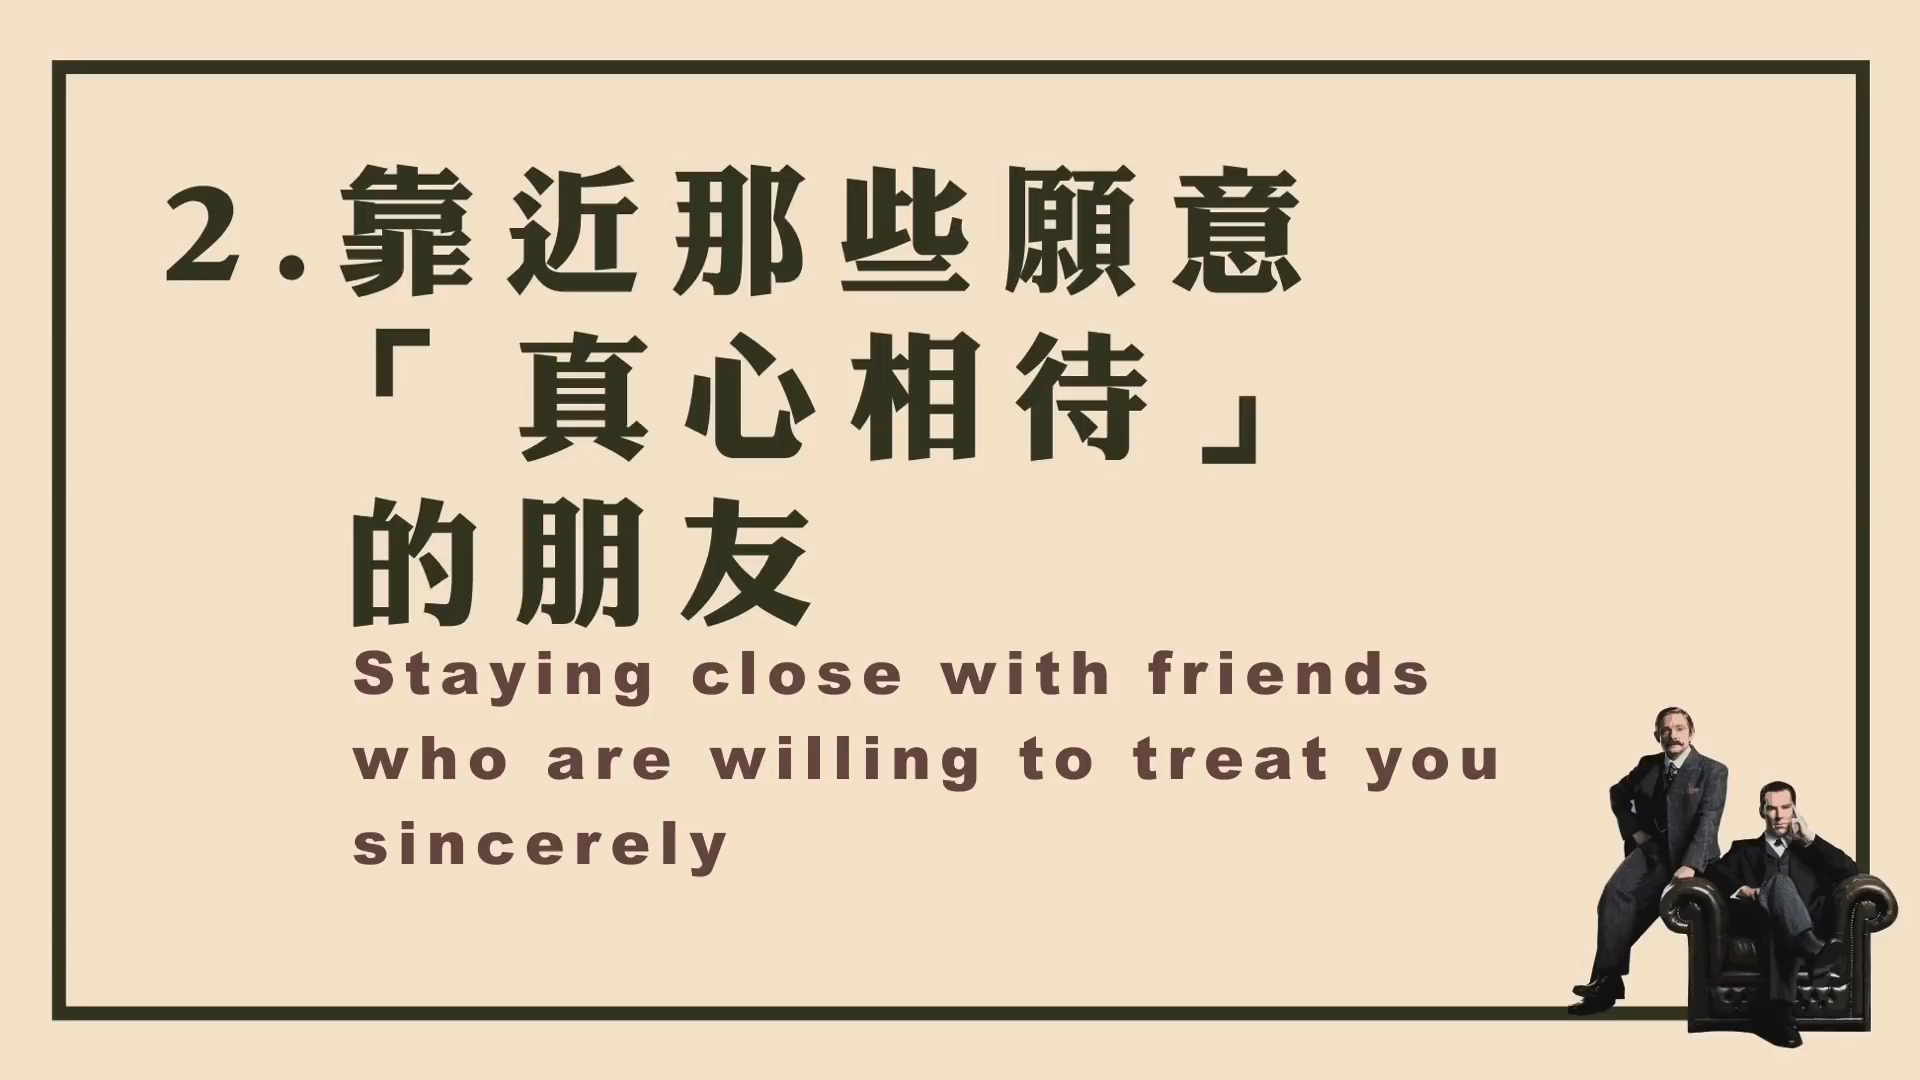 2.靠近那些願意
「真心相待」
的朋友
Staying close with friends
who are willing to treat you
sincerely